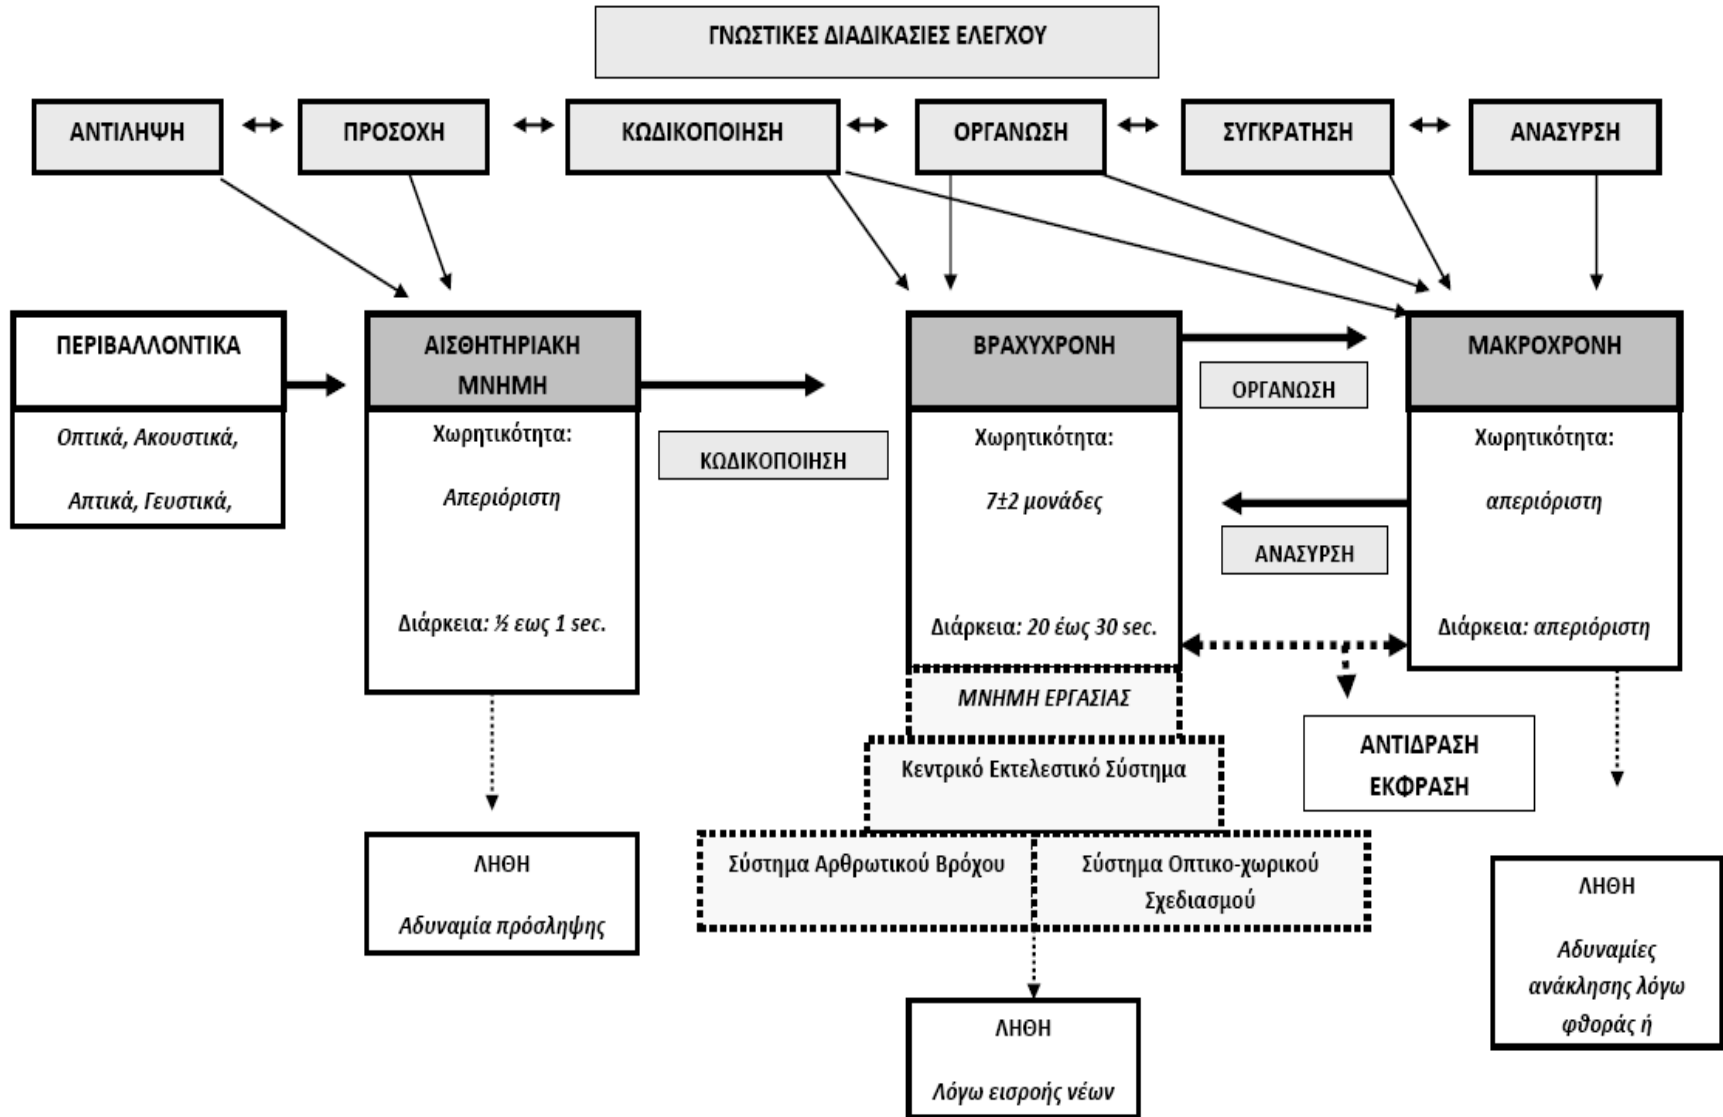 ΓΝΩΣΤΙΚΕΣ ΔΙΑΔΙΚΑΣΙΕΣ ΕΛΕΓΧΟΥ
ΑΝΤΙΛΗΨΗ
ΠΡΟΣΟΧΗ
ΚΩΔΙΚΟΠΟΙΗΣΗ
ΟΡΓΑΝΩΣΗ
ΣΥΓΚΡΑΤΗΣΗ
ΑΝΑΣΥΡΣΗ
ΠΕΡΙΒΑΛΛΟΝΤΙΚΑ
Οπτικά, Ακουστικά,
Απτικά, Γευστικά,
ΑΙΣΘΗΤΗΡΙΑΚΗ
ΜΝΗΜΗ
Χωρητικότητα:
Απεριόριστη
Διάρκεια: ½ εως 1 sec.
ΚΩΔΙΚΟΠΟΙΗΣΗ
ΒΡΑΧΥΧΡΟΝΗ
Χωρητικότητα:
7±2 μονάδες
Διάρκεια: 20 έως 30 sec.
ΟΡΓΑΝΩΣΗ
ΑΝΑΣΥΡΣΗ
ΜΑΚΡΟΧΡΟΝΗ
Χωρητικότητα:
απεριόριστη
Διάρκεια: απεριόριστη
ΜΝΗΜΗ ΕΡΓΑΣΙΑΣ
Κεντρικό Εκτελεστικό Σύστημα
Σύστημα Αρθρωτικού Βρόχου
Σύστημα Οπτικο-χωρικού
Σχεδιασμού
ΑΝΤΙΔΡΑΣΗ
ΕΚΦΡΑΣΗ
ΛΗΘΗ
Αδυναμία πρόσληψης
ΛΗΘΗ
Λόγω εισροής νέων
ΛΗΘΗ
Αδυναμίες
ανάκλησης λόγω
φθοράς ή